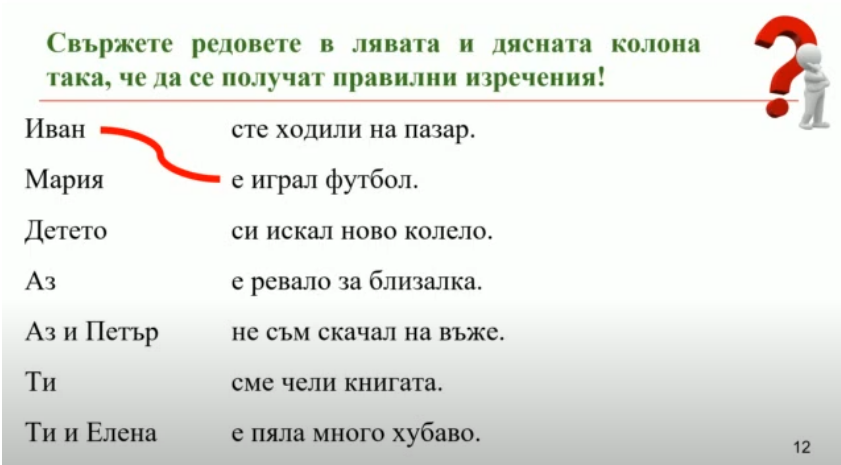 Свържете редовете в лявата и дясната колона
така, че да се получат правилни изречения!
Иван сте ходили на пазар.
Мария е играл футбол.
Детето си искал ново колело.
Аз е ревало за близалка.
Аз и Петър не съм скачал на въже.
Ти сме чели книгата.
Ти и Елена е пяла много хубаво.
12